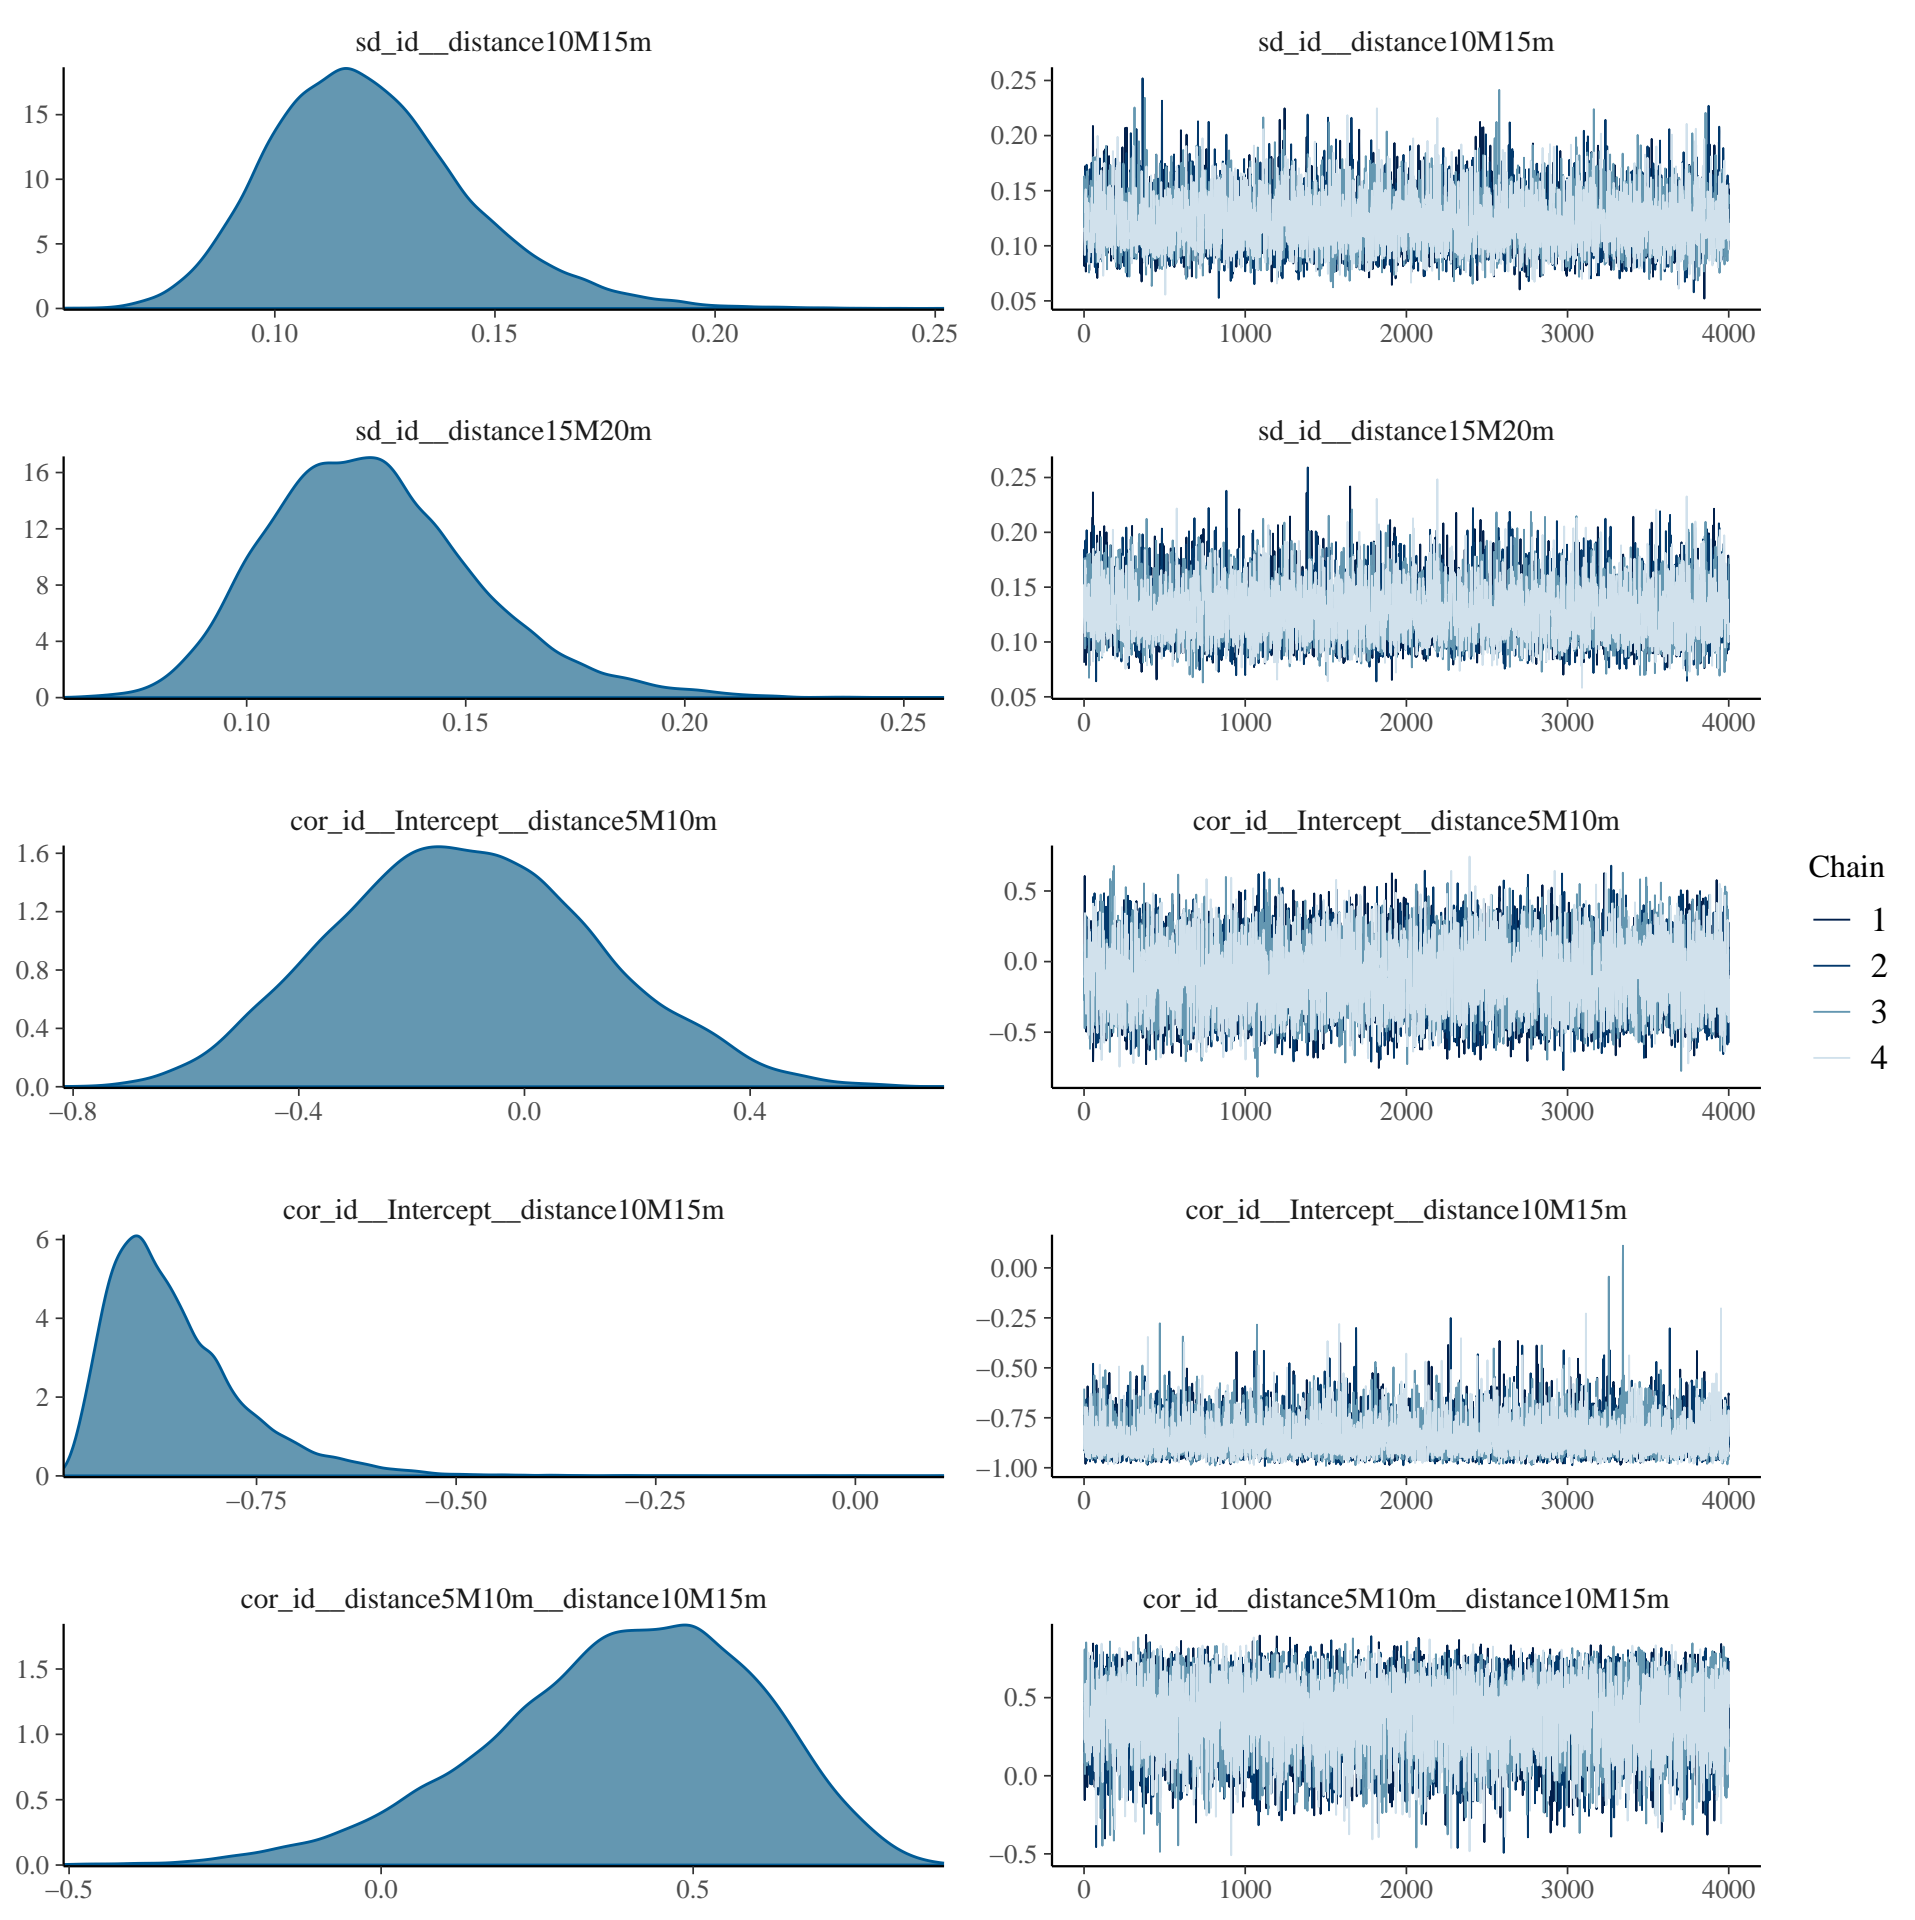 sd_id__distance10M15m
15
10
5
0
0.10 0.15 0.20 0.25
sd_id__distance10M15m
0.25
0.20
0.15
0.10
0.05
0 1000 2000 3000 4000
sd_id__distance15M20m
16
12
8
4
0
0.10 0.15 0.20 0.25
sd_id__distance15M20m
0.25
0.20
0.15
0.10
0.05
0 1000 2000 3000 4000
cor_id__Intercept__distance5M10m
1.6
1.2
0.8
0.4
0.0
−0.8 −0.4 0.0 0.4
cor_id__Intercept__distance5M10m
0.5
0.0
−0.5
0 1000 2000 3000 4000
Chain
1
2
3
4
cor_id__Intercept__distance10M15m
6
4
2
0
−0.75 −0.50 −0.25 0.00
cor_id__Intercept__distance10M15m
0.00
−0.25
−0.50
−0.75
−1.00
0 1000 2000 3000 4000
cor_id__distance5M10m__distance10M15m
1.5
1.0
0.5
0.0
−0.5 0.0 0.5
cor_id__distance5M10m__distance10M15m
0.5
0.0
−0.5
0 1000 2000 3000 4000